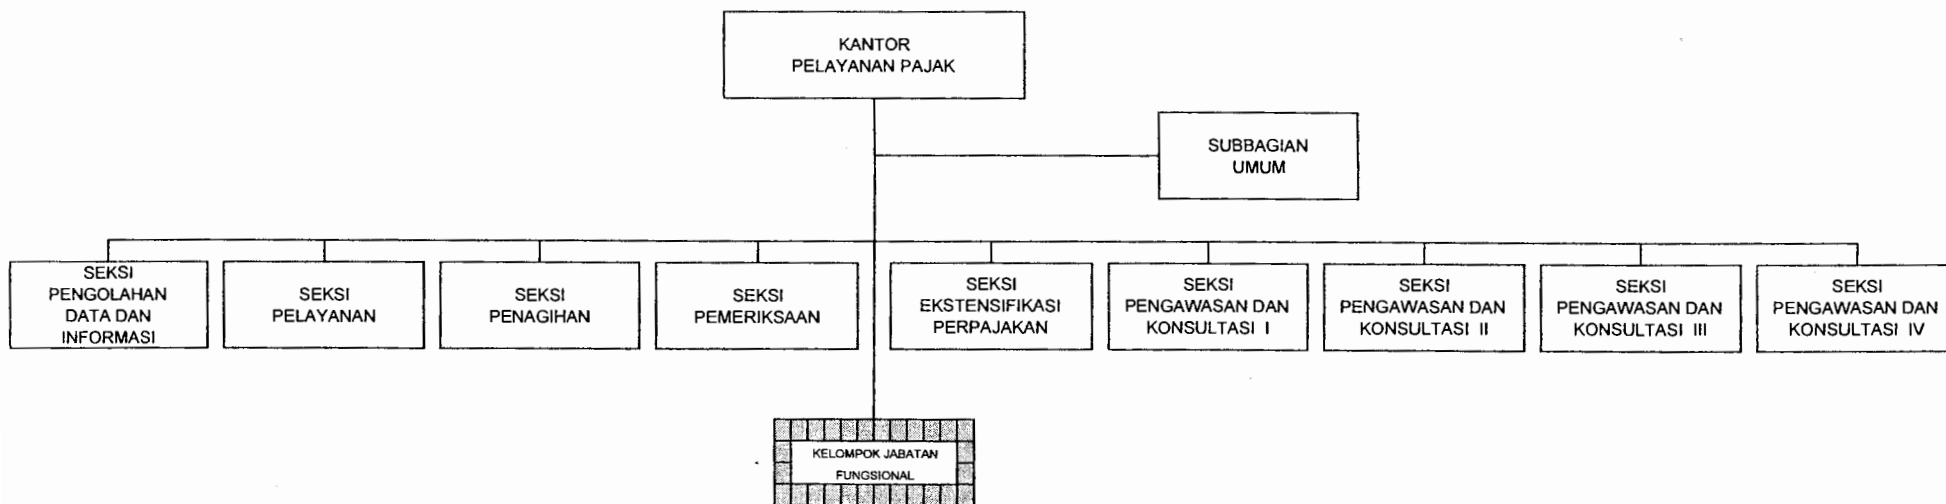 KANTOR
PELAYANAN PAJAK
SUBBAGIAN
UMUM
SEKSI
PENGOLAHAN
DATA DAN
INFORMASI
SEKSI
PELAYANAN
SEKSI
PENAGIHAN
SEKSI
PEMERIKSAAN
SEKSI
EKSTENSIFIKASI
PERPAJAKAN
SEKSI
PENGAWASAN DAN
KONSULTASI I
SEKSI
PENGAWASAN DAN
KONSULTASI II
SEKSI
PENGAWASAN DAN
KONSULTASI III
SEKSI
PENGAWASAN DAN
KONSULTASI IV
KELOMPOK JABATAN
FUNGSIONAL